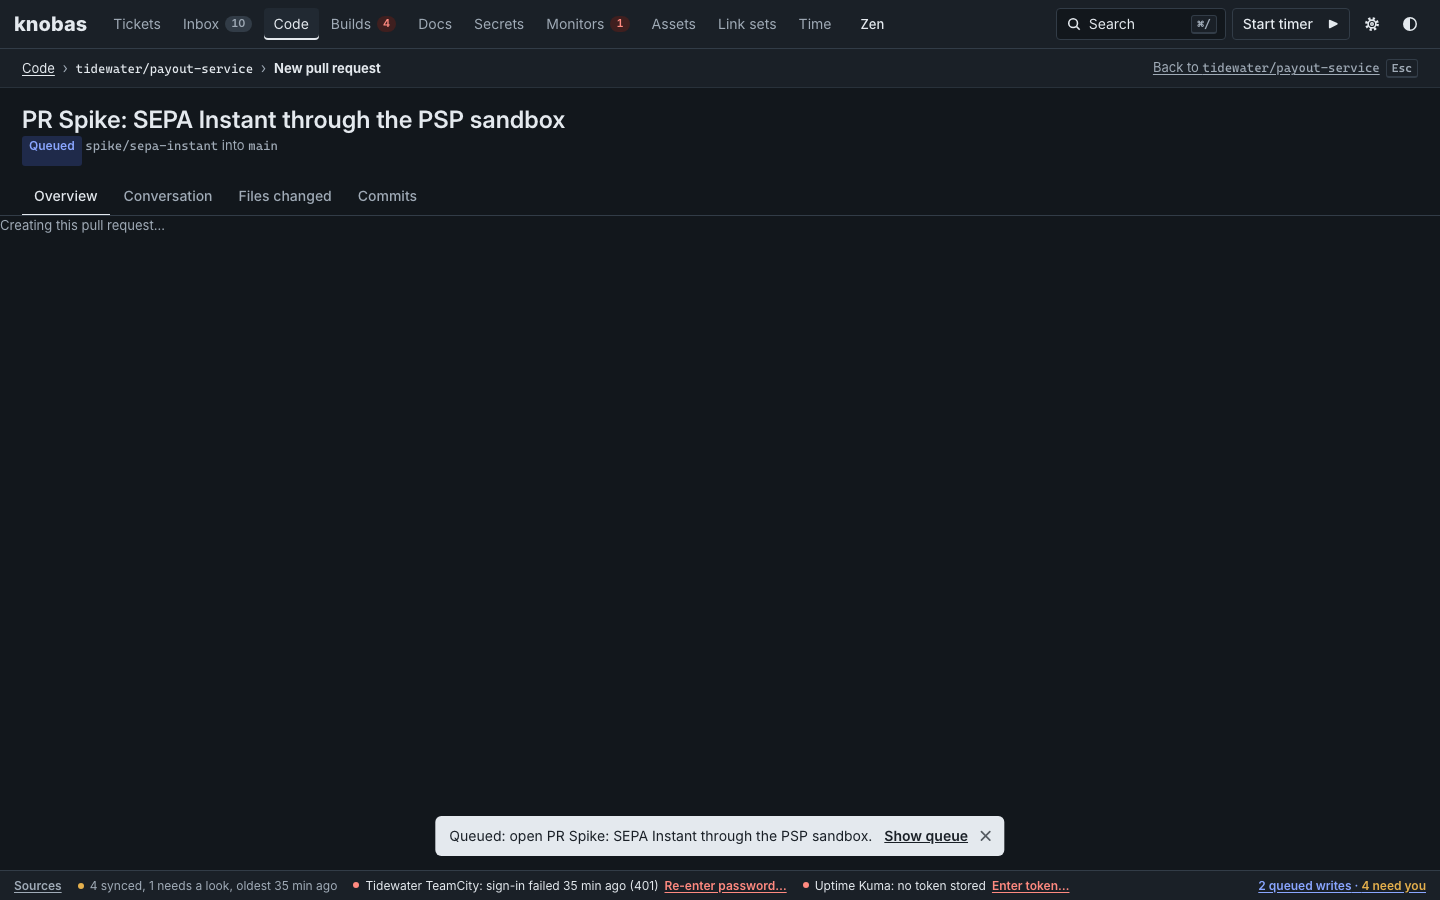 knobas Tickets Inbox 10 Code Builds 4 Docs Secrets Monitors 1 Assets Link sets Time Zen Search ⌘/ Start timer
Code › tidewater/payout-service › New pull request Back to tidewater/payout-service Esc
PR Spike: SEPA Instant through the PSP sandbox
Queued spike/sepa-instant into main
Overview Conversation Files changed Commits
Creating this pull request...
Queued: open PR Spike: SEPA Instant through the PSP sandbox. Show queue
Sources 4 synced, 1 needs a look, oldest 35 min ago Tidewater TeamCity: sign-in failed 35 min ago (401) Re-enter password... Uptime Kuma: no token stored Enter token... 2 queued writes · 4 need you